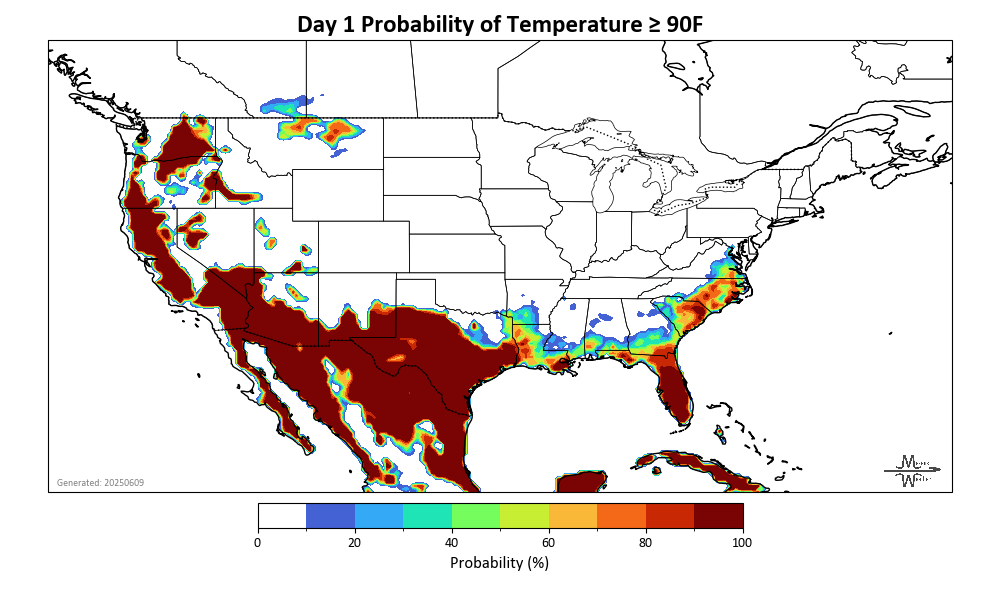 Day 1 Probability of Temperature ≥ 90F
Generated: 20250609
0 20 40 60 80 100
Probability (%)